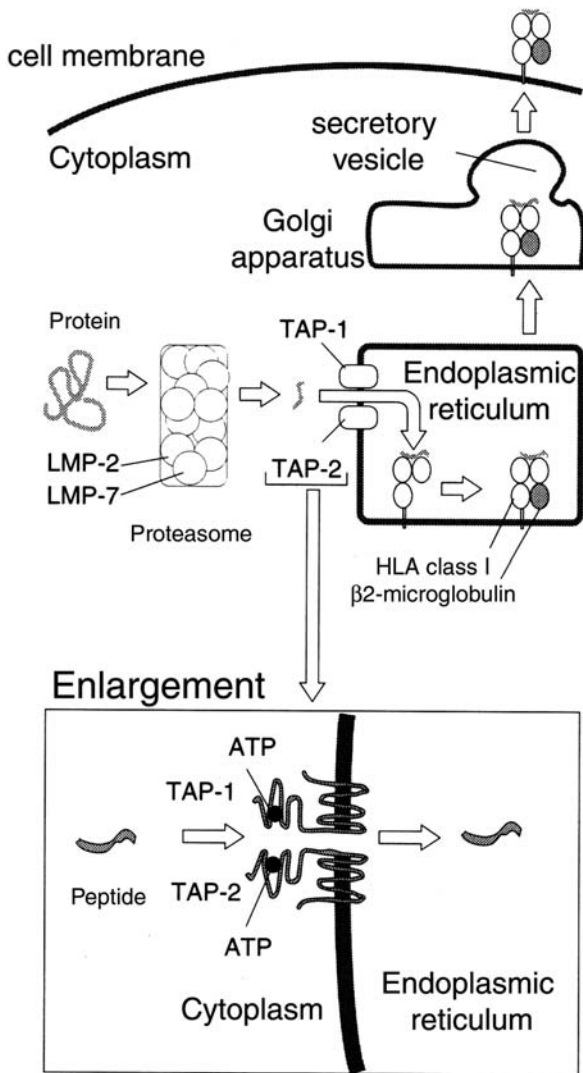 cell membrane
Cytoplasm
secretory
vesicle
Golgi
apparatus
Protein
TAP-1
Endoplasmic
reticulum
LMP-2
LMP-7
TAP-2
Proteasome
HLA class I
β2-microglobulin
Enlargement
ATP
TAP-1
Peptide
TAP-2
ATP
Cytoplasm
Endoplasmic
reticulum